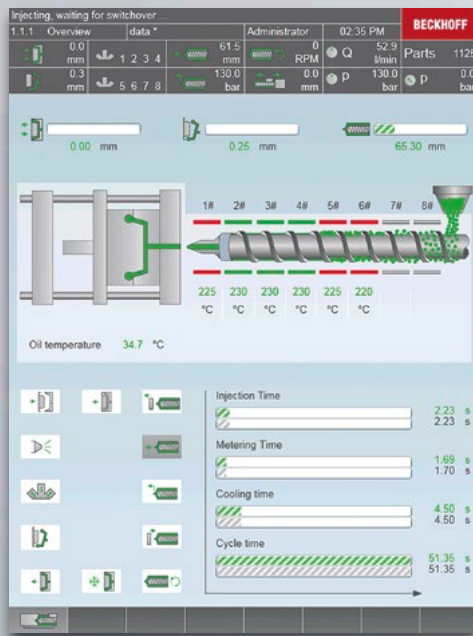 Injecting, waiting for switchover ...
BECKHOFF
1.1.1 Overview data * Administrator 02:35 PM
0.0 mm 1 2 3 4 61.5 mm 0 RPM Q 52.9 l/min Parts 1125
0.3 mm 5 6 7 8 130.0 bar 0.0 mm P 130.0 bar p 0.0 bar
0.00 mm 0.25 mm 65.30 mm
1# 2# 3# 4# 5# 6# 7# 8#
225 230 230 230 225 220
°C °C °C °C °C °C
Oil temperature 34.7 °C
Injection Time
2.23 s
2.23 s
Metering Time
1.69 s
1.70 s
Cooling time
4.50 s
4.50 s
Cycle time
51.35 s
51.35 s